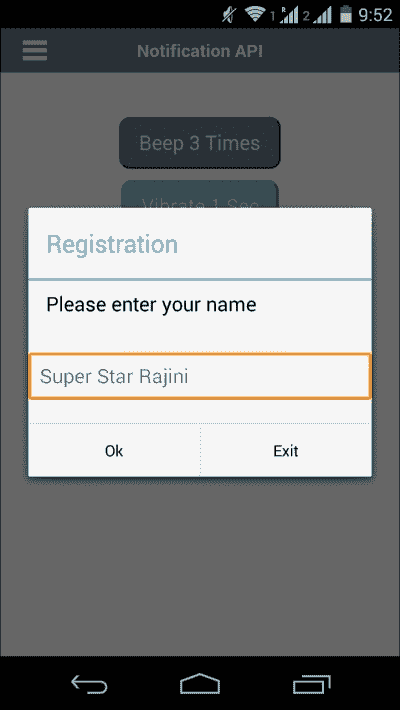 1 R 2 9:52
Notification API
Beep 3 Times
Vibrate 1 Sec
Registration
Please enter your name
Super Star Rajini
Ok Exit